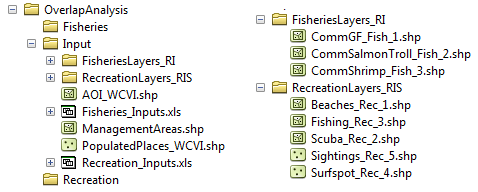 OverlapAnalysis
Fisheries
Input
FisheriesLayers_RI
RecreationLayers_RIS
AOI_WCVI.shp
Fisheries_Inputs.xls
ManagementAreas.shp
PopulatedPlaces_WCVI.shp
Recreation_Inputs.xls
Recreation
FisheriesLayers_RI
CommGF_Fish_1.shp
CommSalmonTroll_Fish_2.shp
CommShrimp_Fish_3.shp
RecreationLayers_RIS
Beaches_Rec_1.shp
Fishing_Rec_3.shp
Scuba_Rec_2.shp
Sightings_Rec_5.shp
Surfspot_Rec_4.shp